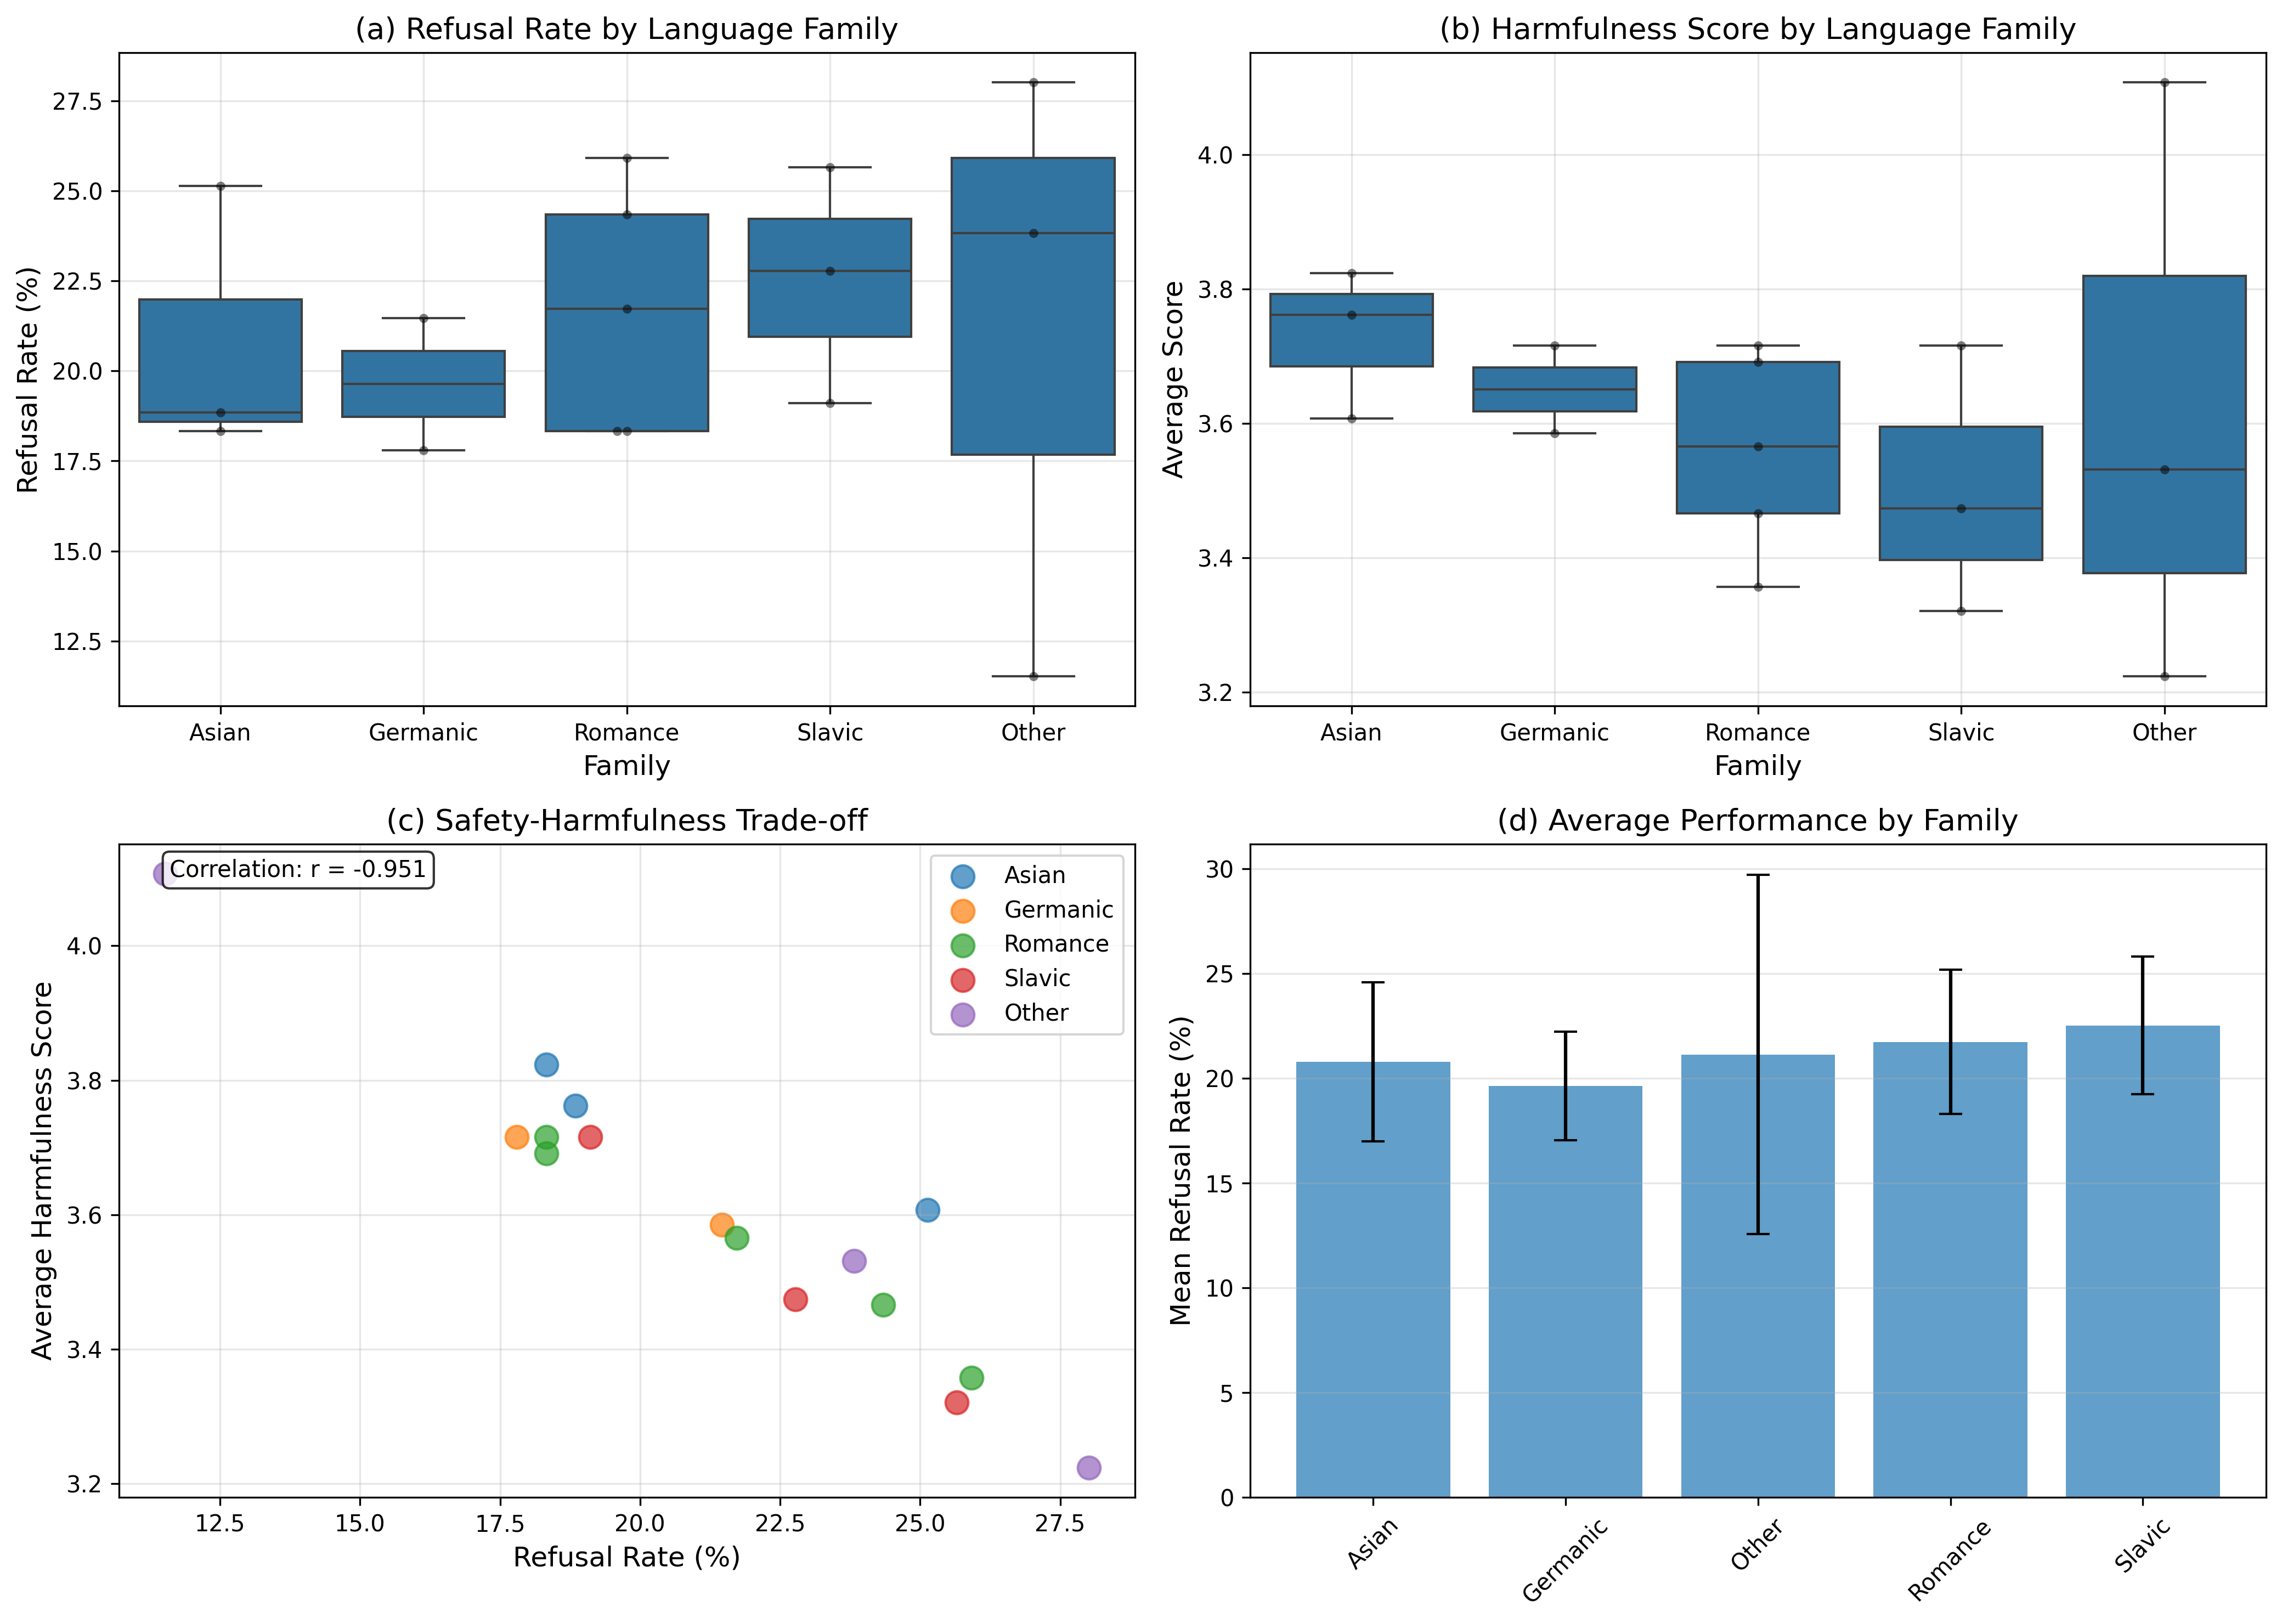 (a) Refusal Rate by Language Family
Refusal Rate (%)
27.5
25.0
22.5
20.0
17.5
15.0
12.5
Asian
Germanic
Romance
Slavic
Other
Family
(b) Harmfulness Score by Language Family
Average Score
4.0
3.8
3.6
3.4
3.2
Asian
Germanic
Romance
Slavic
Other
Family
(c) Safety-Harmfulness Trade-off
Correlation: r = -0.951
Asian
Germanic
Romance
Slavic
Other
Average Harmfulness Score
4.0
3.8
3.6
3.4
3.2
12.5
15.0
17.5
20.0
22.5
25.0
27.5
Refusal Rate (%)
(d) Average Performance by Family
Mean Refusal Rate (%)
30
25
20
15
10
5
0
Asian
Germanic
Other
Romance
Slavic